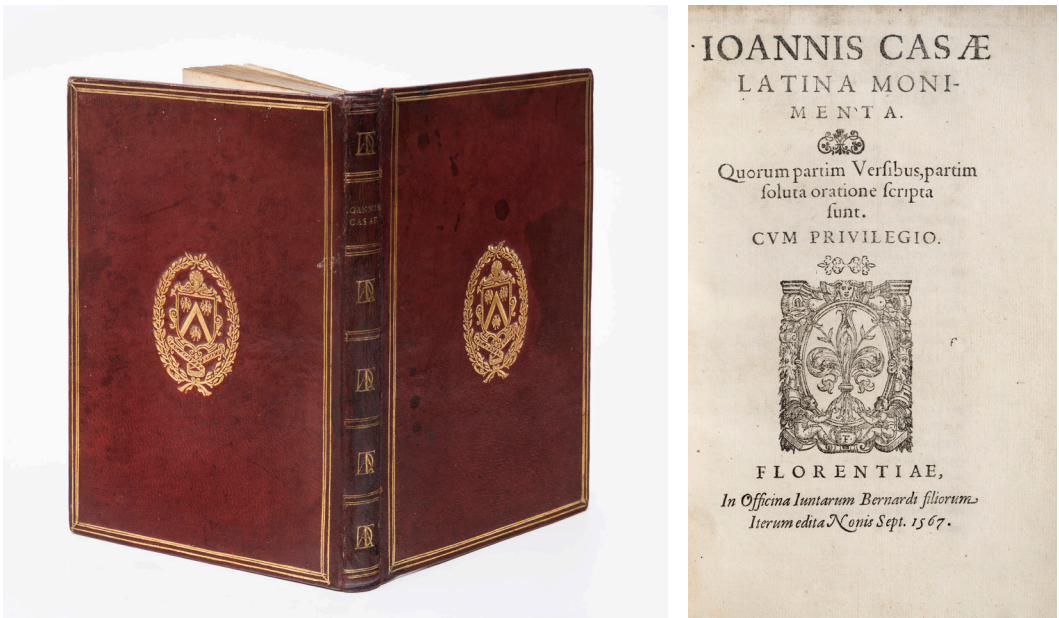 IOANNIS
CASAE
IOANNIS CASÆ
LATINA MONI-
MENTA.
Quorum partim Verſibus, partim
ſoluta oratione ſcripta
ſunt.
CVM PRIVILEGIO.
F.
FLORENTIAE,
In Officina Iuntarum Bernardi filiorum
Iterum edita Nonis Sept. 1567.